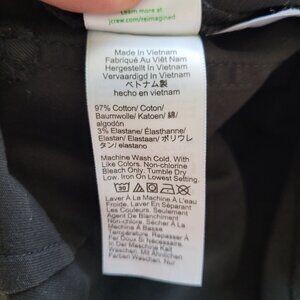 Learn more at
jcrew.com/reimagined
Made In Vietnam
Fabriqué Au Viêt Nam
Hergestellt In Vietnam
Vervaardigd In Vietnam
ベトナム製
hecho en vietnam
97% Cotton/ Coton/
Baumwolle/ Katoen/ 綿/
algodón
3% Elastane/ Élasthanne/
Elastan/ Elastaan/ ポリウレ
タン/ elastano
Machine Wash Cold. With
Like Colors. Non-chlorine
Bleach Only. Tumble Dry
Low. Iron On Lowest Setting
30
Laver À La Machine À L'eau
Froide. Laver En Séparant
Les Couleurs. Seulement
Agent De Blanchiment
Non Chloré. Sécher À La
Machine À Basse
Température. Repasser À
Fer Doux Si Nécessaire
In Der Maschine Kalt
Waschen. Mit Ähnlichen
Farben Waschen. Nur